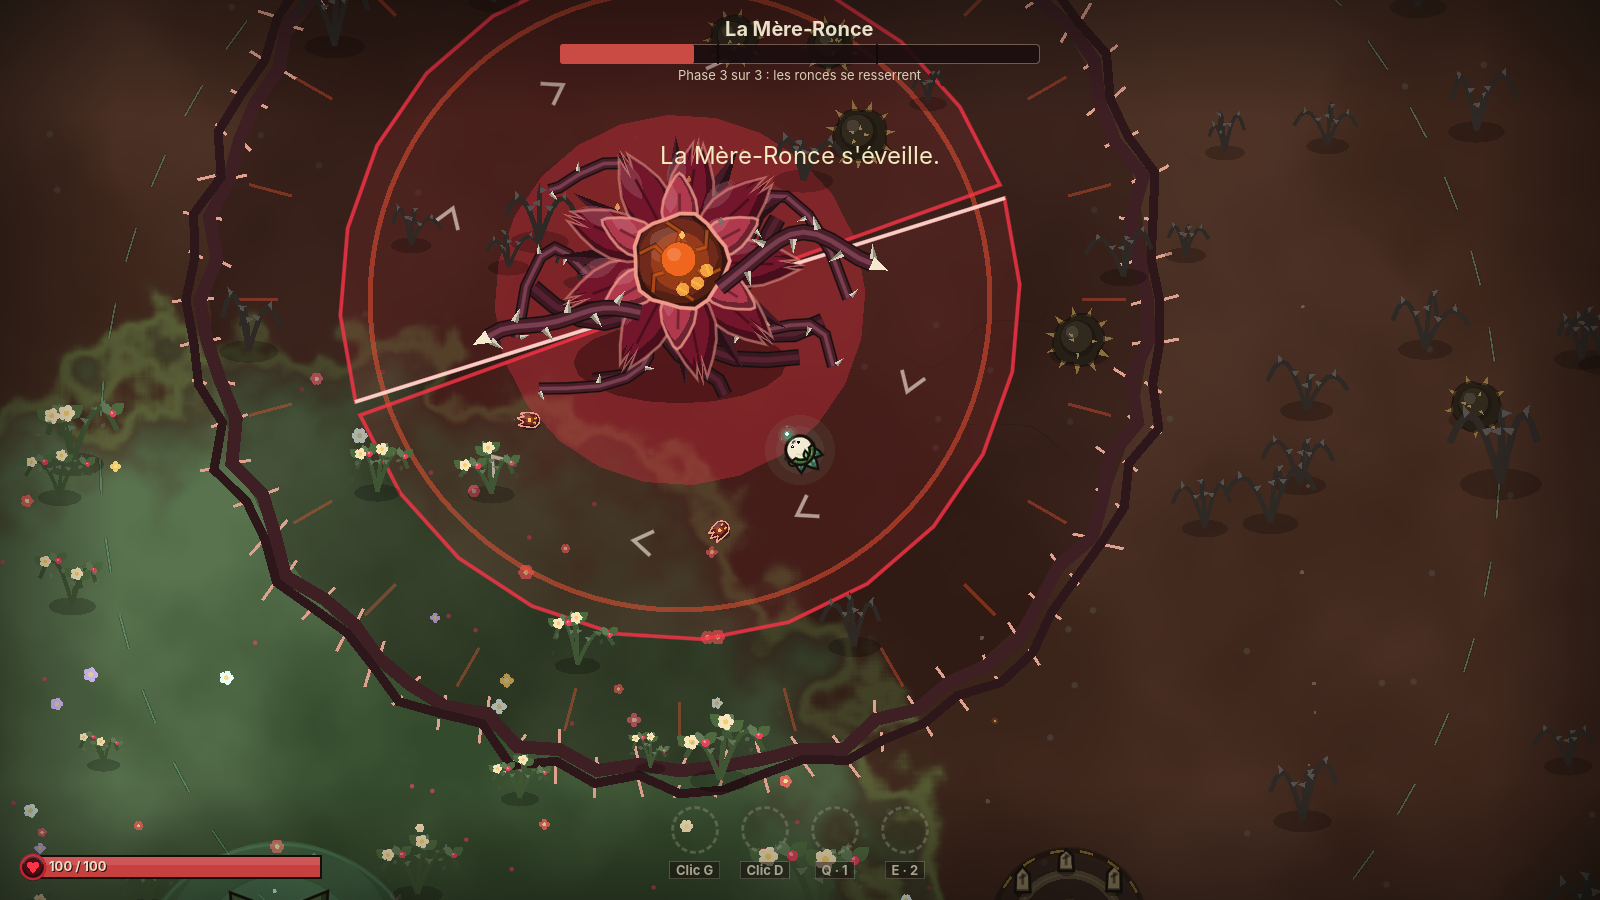 La Mère-Ronce
Phase 3 sur 3 : les ronces se resserrent
La Mère-Ronce s'éveille.
100 / 100
Clic G
Clic D
Q · 1
E · 2